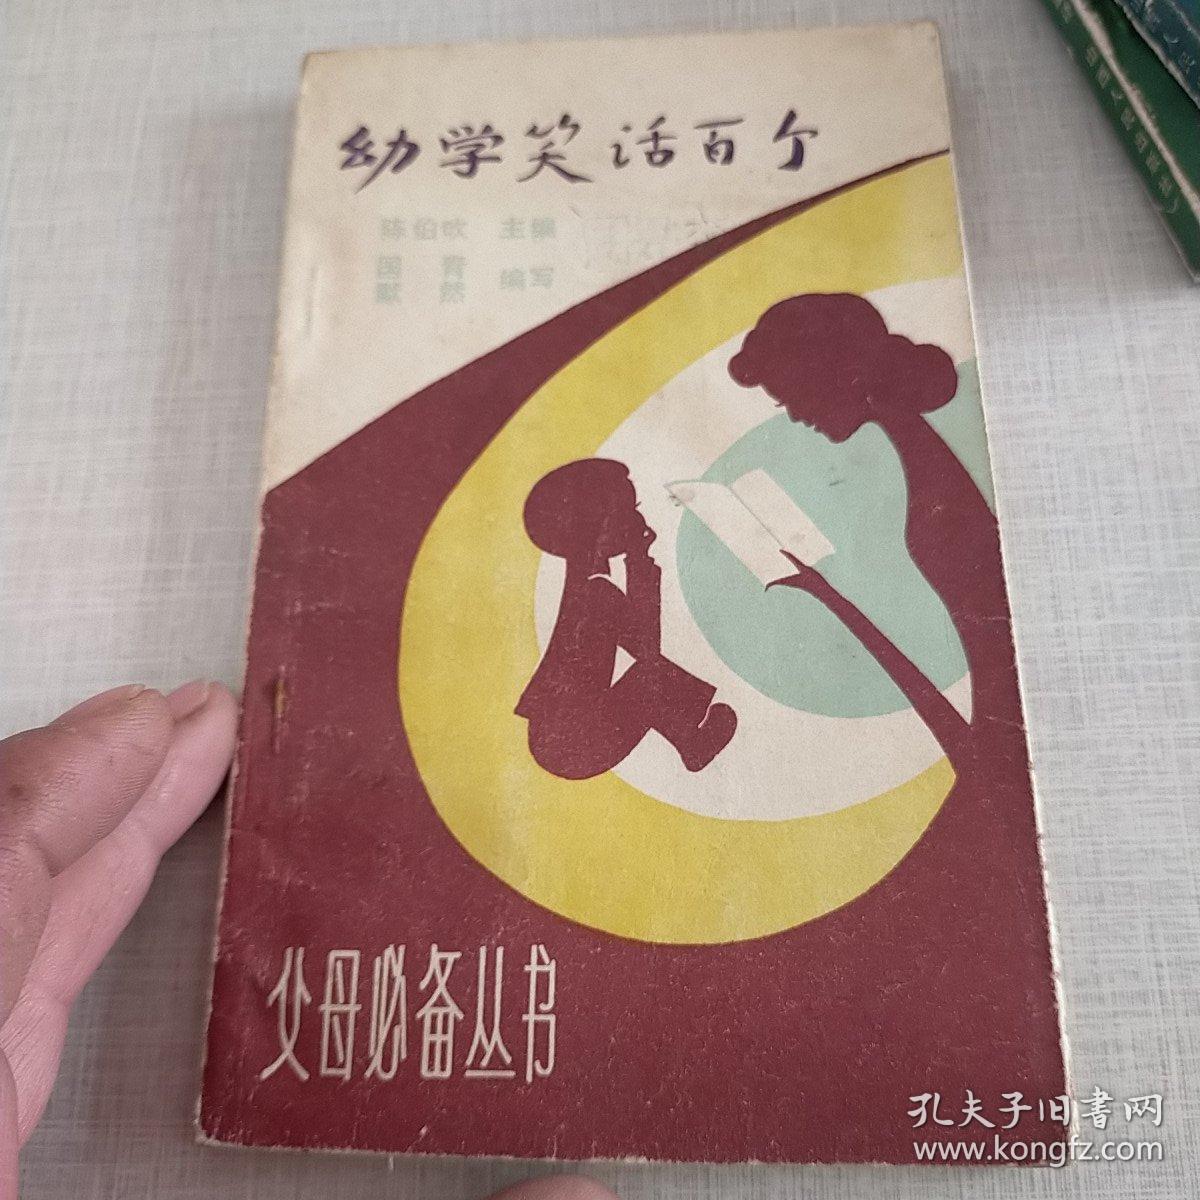 幼学笑话百个
陈伯吹 主编
国青
默然 编写
父母必备丛书
孔夫子旧書网
www.kongfz.com